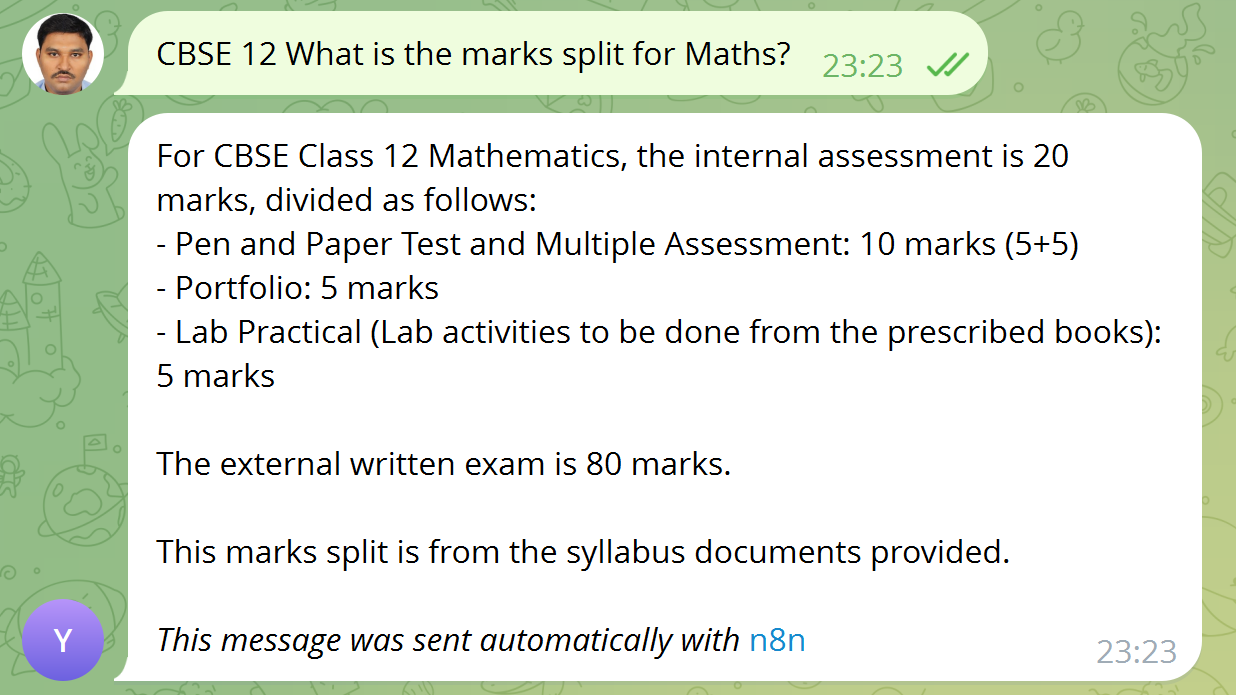 CBSE 12 What is the marks split for Maths?
23:23
For CBSE Class 12 Mathematics, the internal assessment is 20
marks, divided as follows:
- Pen and Paper Test and Multiple Assessment: 10 marks (5+5)
- Portfolio: 5 marks
- Lab Practical (Lab activities to be done from the prescribed books):
5 marks
The external written exam is 80 marks.
This marks split is from the syllabus documents provided.
Y
This message was sent automatically with n8n
23:23